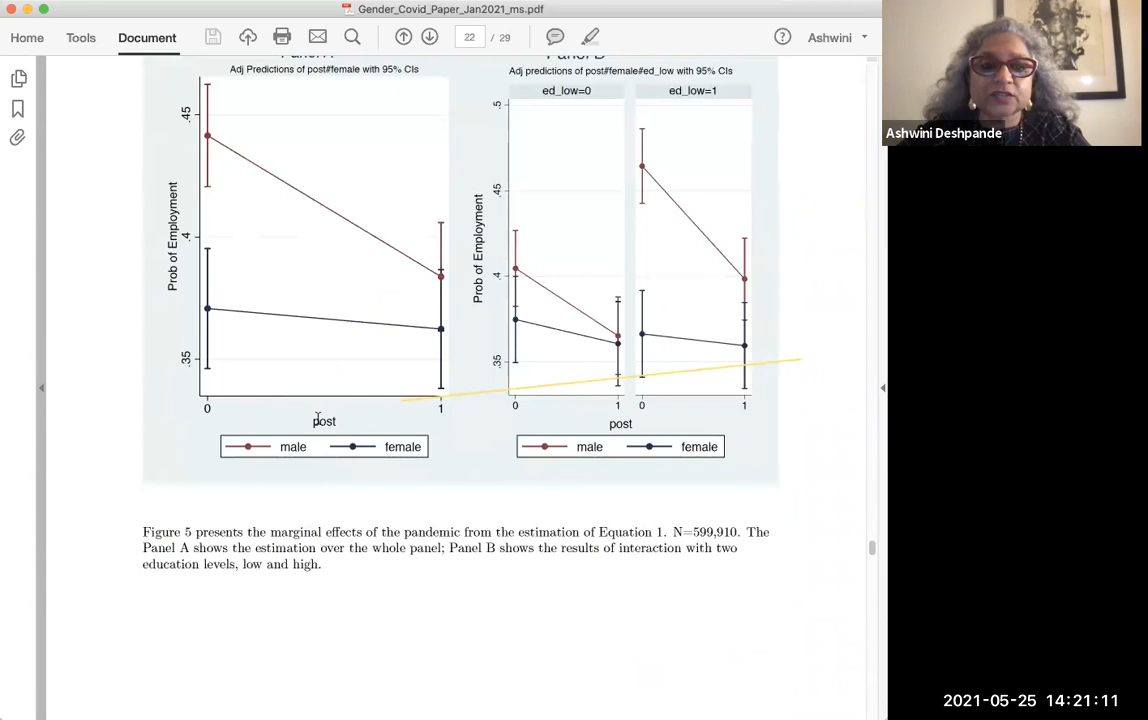 Gender_Covid_Paper_Jan2021_ms.pdf
Home Tools Document 22 / 29 Ashwini
Adj Predictions of post#female with 95% CIs
Prob of Employment
.45
.4
.35
0 1
post
male female
Adj predictions of post#female#ed_low with 95% CIs
ed_low=0 ed_low=1
Prob of Employment
.5
.45
.4
.35
0 1 0 1
post
male female
Figure 5 presents the marginal effects of the pandemic from the estimation of Equation 1. N=599,910. The
Panel A shows the estimation over the whole panel; Panel B shows the results of interaction with two
education levels, low and high.
Ashwini Deshpande
2021-05-25 14:21:11